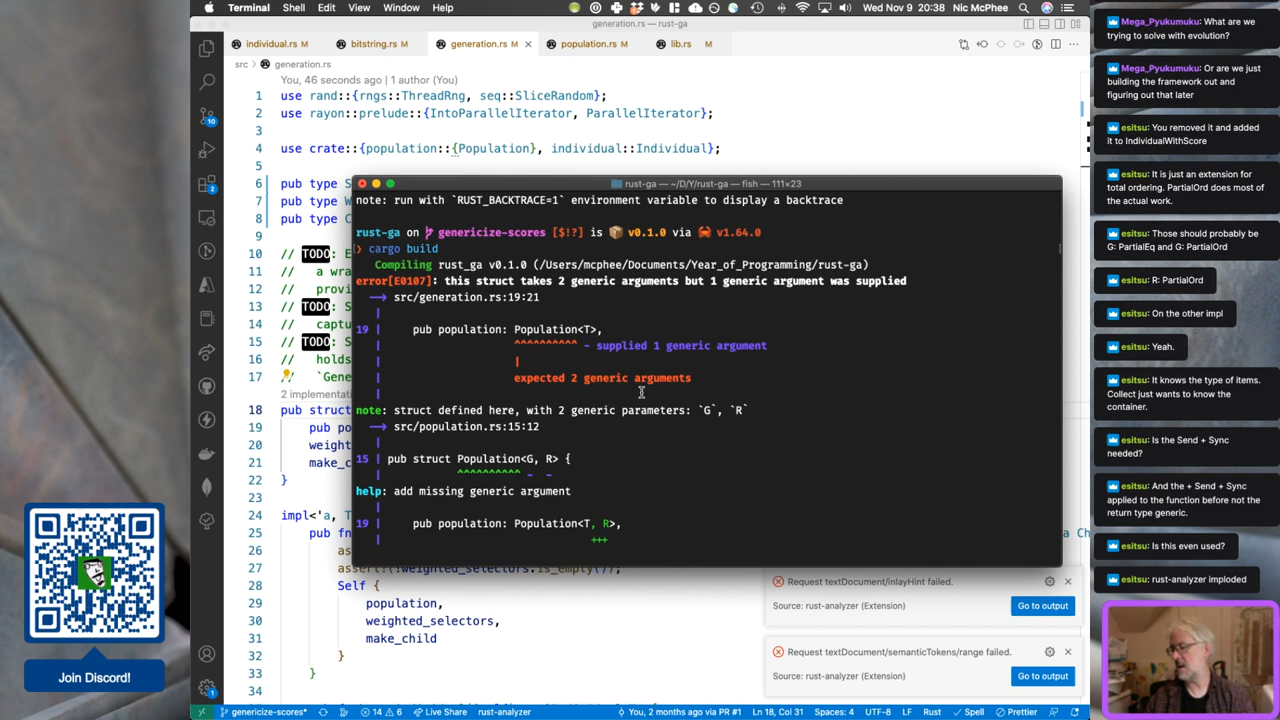 Terminal Shell Edit View Window Help
Wed Nov 9 20:38 Nic McPhee
generation.rs — rust-ga
individual.rs M
bitstring.rs M
generation.rs M
population.rs M
lib.rs M
src > generation.rs
You, 46 seconds ago | 1 author (You)
1 use rand::{rngs::ThreadRng, seq::SliceRandom};
2 use rayon::prelude::{IntoParallelIterator, ParallelIterator};
3
4 use crate::{population::{Population}, individual::Individual};
5
6 pub type S
7 pub type W
8 pub type C
9
10 // TODO: E
11 // a wra
12 // provi
13 // TODO: S
14 // captu
15 // TODO: S
16 // holds
17 // `Gene
2 implementa
18 pub struct
19 pub po
20 weight
21 make_c
22 }
23
24 impl<'a, T
25 pub fn
26 as
27 assert!(!weighted_selectors.is_empty());
28 Self {
29 population,
30 weighted_selectors,
31 make_child
32 }
33 }
34
rust-ga — ~/D/Y/rust-ga — fish — 111×23
note: run with `RUST_BACKTRACE=1` environment variable to display a backtrace
rust-ga on genericize-scores [$!?] is 📦 v0.1.0 via 🦀 v1.64.0
❯ cargo build
Compiling rust_ga v0.1.0 (/Users/mcphee/Documents/Year_of_Programming/rust-ga)
error[E0107]: this struct takes 2 generic arguments but 1 generic argument was supplied
--> src/generation.rs:19:21
|
19 | pub population: Population<T>,
| ^^^^^^^^^^ - supplied 1 generic argument
| |
| expected 2 generic arguments
|
note: struct defined here, with 2 generic parameters: `G`, `R`
--> src/population.rs:15:12
|
15 | pub struct Population<G, R> {
| ^^^^^^^^^^ - -
help: add missing generic argument
|
19 | pub population: Population<T, R>,
| +++
Request textDocument/inlayHint failed.
Source: rust-analyzer (Extension)
Go to output
Request textDocument/semanticTokens/range failed.
Source: rust-analyzer (Extension)
Go to output
genericize-scores* 14 6 Live Share rust-analyzer You, 2 months ago via PR #1 Ln 18, Col 31 Spaces: 4 UTF-8 LF Rust Spell Prettier
Join Discord!
Mega_Pyukumuku: What are we
trying to solve with evolution?
Mega_Pyukumuku: Or are we just
building the framework out and
figuring out that later
esitsu: You removed it and added
it to IndividualWithScore
esitsu: It is just an extension for
total ordering. PartialOrd does most of
the actual work.
esitsu: Those should probably be
G: PartialEq and G: PartialOrd
esitsu: R: PartialOrd
esitsu: On the other impl
esitsu: Yeah.
esitsu: It knows the type of items.
Collect just wants to know the
container.
esitsu: Is the Send + Sync
needed?
esitsu: And the + Send + Sync
applied to the function before not the
return type generic.
esitsu: Is this even used?
esitsu: rust-analyzer imploded